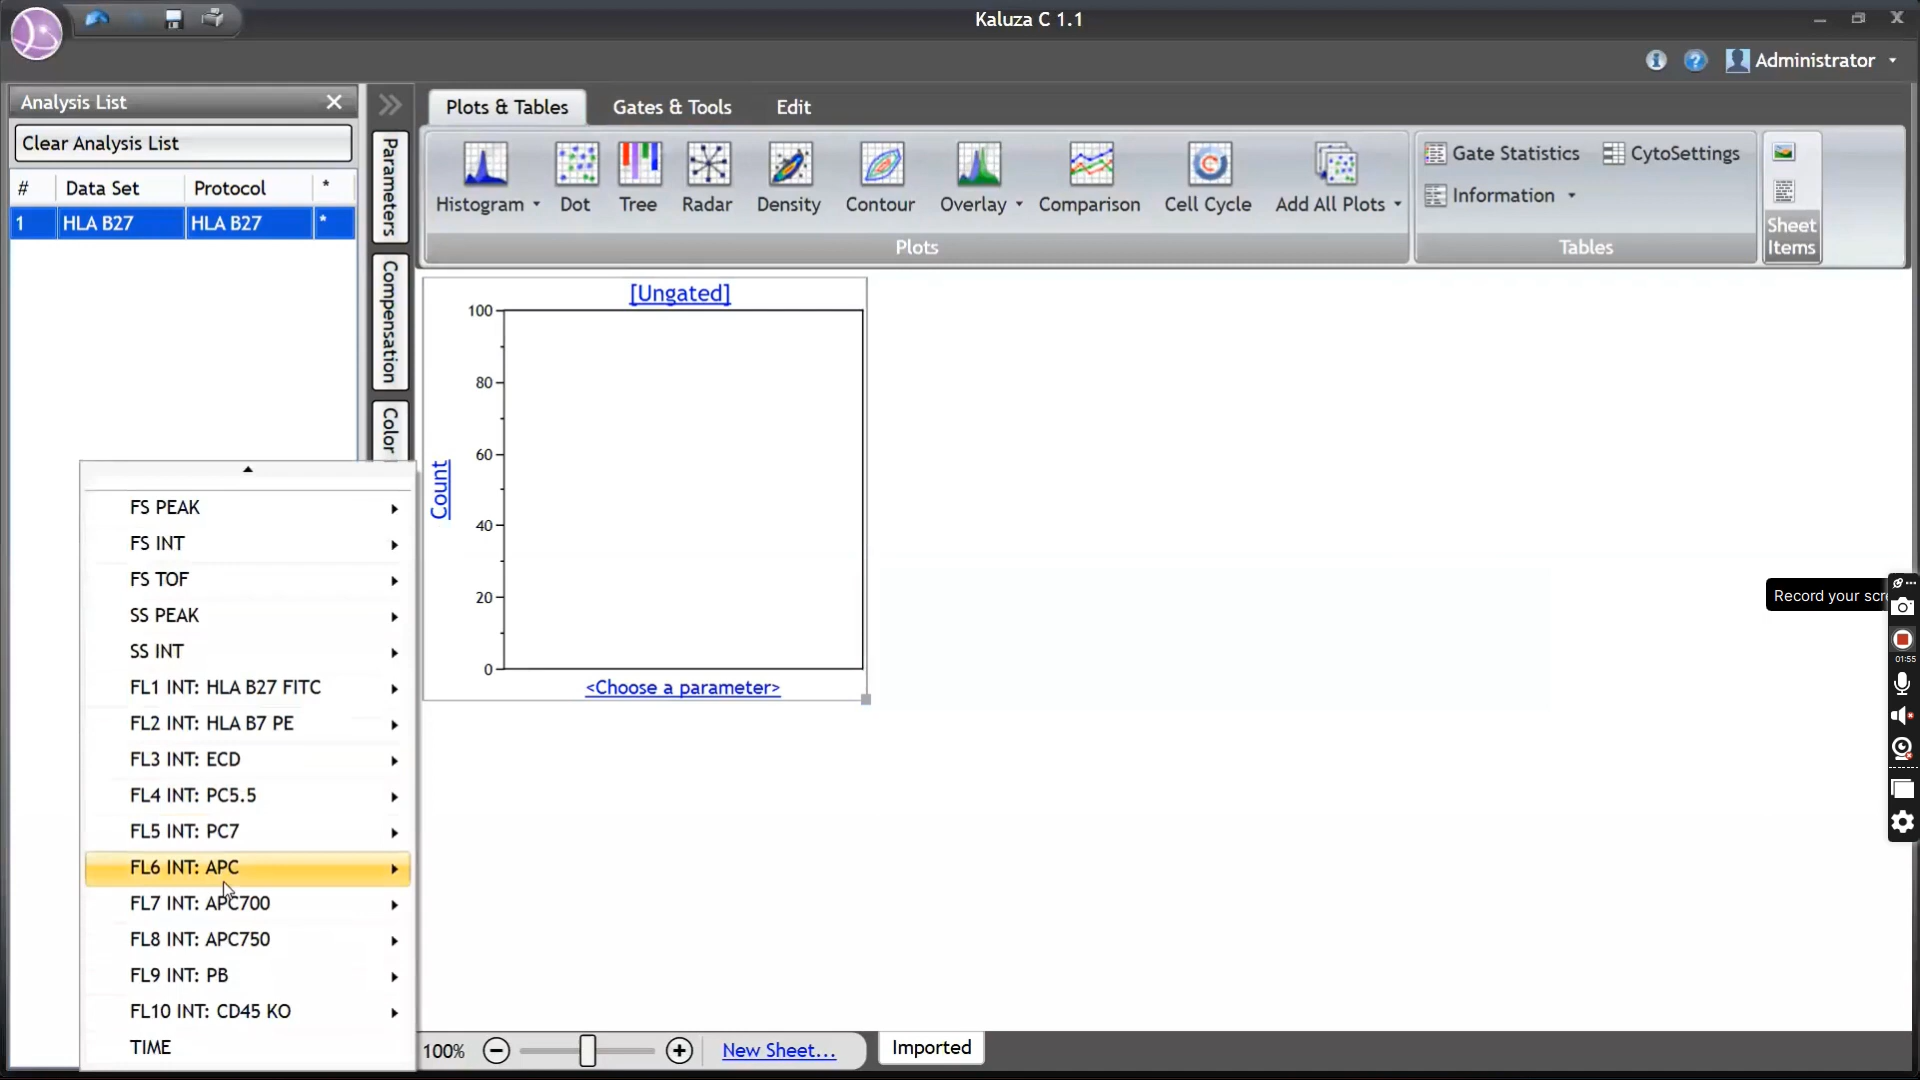 Kaluza C 1.1
Administrator
Analysis List
Clear Analysis List
# Data Set Protocol *
1 HLA B27 HLA B27 *
Parameters
Compensation
Color
Plots & Tables Gates & Tools Edit
Histogram Dot Tree Radar Density Contour Overlay Comparison Cell Cycle Add All Plots
Plots
Gate Statistics CytoSettings
Information
Tables
Sheet
Items
[Ungated]
100
80
60
40
20
0
Count
<Choose a parameter>
FS PEAK
FS INT
FS TOF
SS PEAK
SS INT
FL1 INT: HLA B27 FITC
FL2 INT: HLA B7 PE
FL3 INT: ECD
FL4 INT: PC5.5
FL5 INT: PC7
FL6 INT: APC
FL7 INT: APC700
FL8 INT: APC750
FL9 INT: PB
FL10 INT: CD45 KO
TIME
Record your scre
01:55
100% New Sheet... Imported